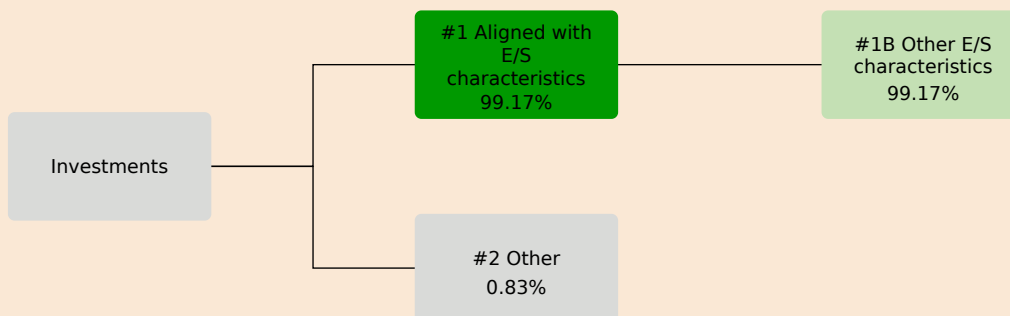 #1 Aligned with
E/S
characteristics
99.17%
#1B Other E/S
characteristics
99.17%
Investments
#2 Other
0.83%